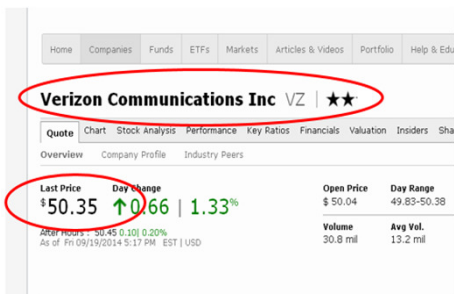 Home Companies Funds ETFs Markets Articles & Videos Portfolio Help & Edu
Verizon Communications Inc VZ | ★★
Quote Chart Stock Analysis Performance Key Ratios Financials Valuation Insiders Sha
Overview Company Profile Industry Peers
Last Price Day Change Open Price Day Range
$50.35 ↑0.66 | 1.33% $ 50.04 49.83-50.38
After Hours : 50.45 0.10| 0.20% Volume Avg Vol.
As of Fri 09/19/2014 5:17 PM EST | USD 30.8 mil 13.2 mil